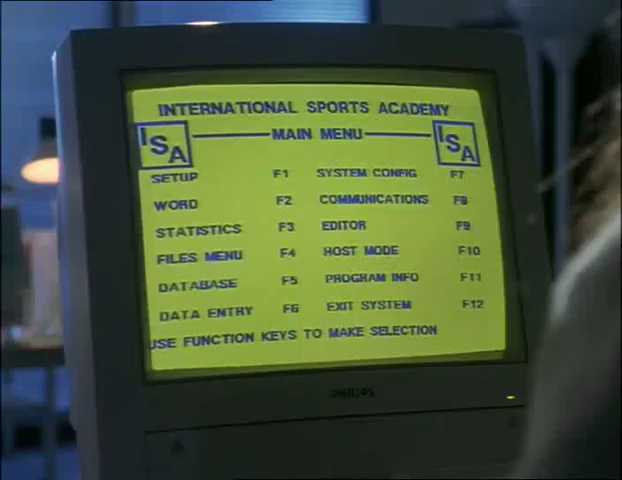 INTERNATIONAL SPORTS ACADEMY
ISA MAIN MENU ISA
SETUP F1 SYSTEM CONFIG F7
WORD F2 COMMUNICATIONS F8
STATISTICS F3 EDITOR F9
FILES MENU F4 HOST MODE F10
DATABASE F5 PROGRAM INFO F11
DATA ENTRY F6 EXIT SYSTEM F12
USE FUNCTION KEYS TO MAKE SELECTION
PHILIPS